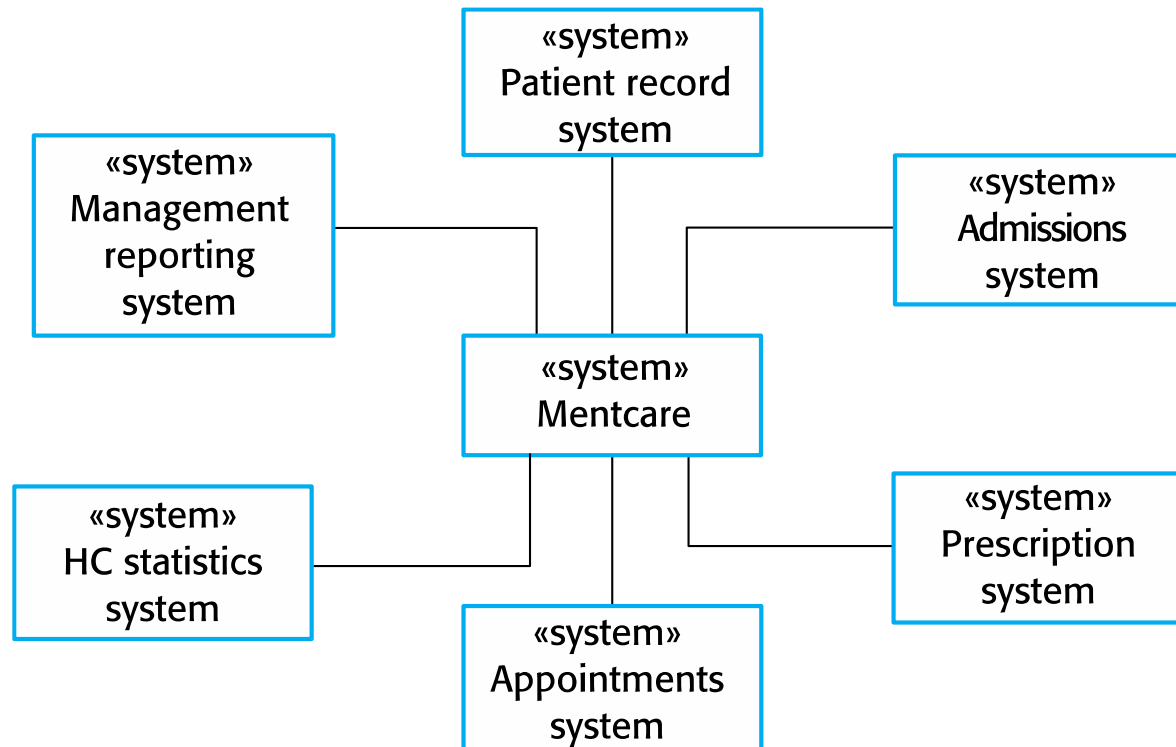 «system»
Patient record
system
«system»
Management
reporting
system
«system»
Admissions
system
«system»
Mentcare
«system»
HC statistics
system
«system»
Prescription
system
«system»
Appointments
system